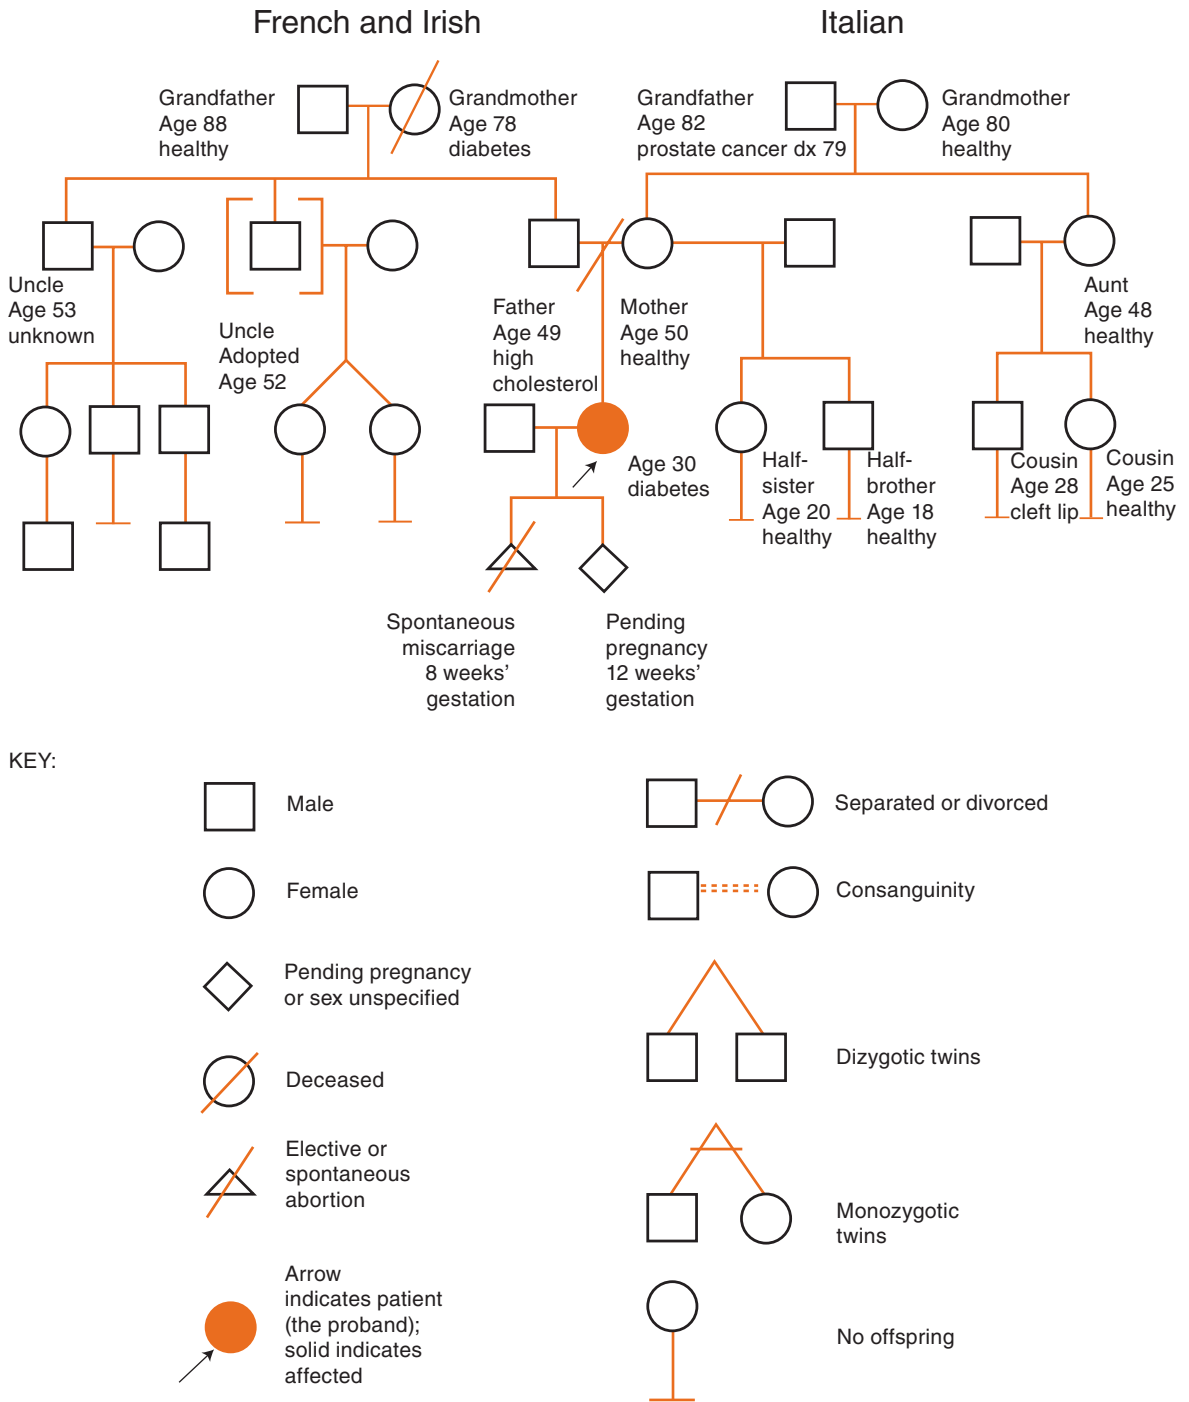 French and Irish
Italian
Grandfather
Age 88
healthy
Grandmother
Age 78
diabetes
Grandfather
Age 82
prostate cancer dx 79
Grandmother
Age 80
healthy
Uncle
Age 53
unknown
Uncle
Adopted
Age 52
Father
Age 49
high
cholesterol
Mother
Age 50
healthy
Aunt
Age 48
healthy
Age 30
diabetes
Half-
sister
Age 20
healthy
Half-
brother
Age 18
healthy
Cousin
Age 28
cleft lip
Cousin
Age 25
healthy
Spontaneous
miscarriage
8 weeks’
gestation
Pending
pregnancy
12 weeks’
gestation
KEY:
Male
Female
Pending pregnancy
or sex unspecified
Deceased
Elective or
spontaneous
abortion
Arrow
indicates patient
(the proband);
solid indicates
affected
Separated or divorced
Consanguinity
Dizygotic twins
Monozygotic
twins
No offspring